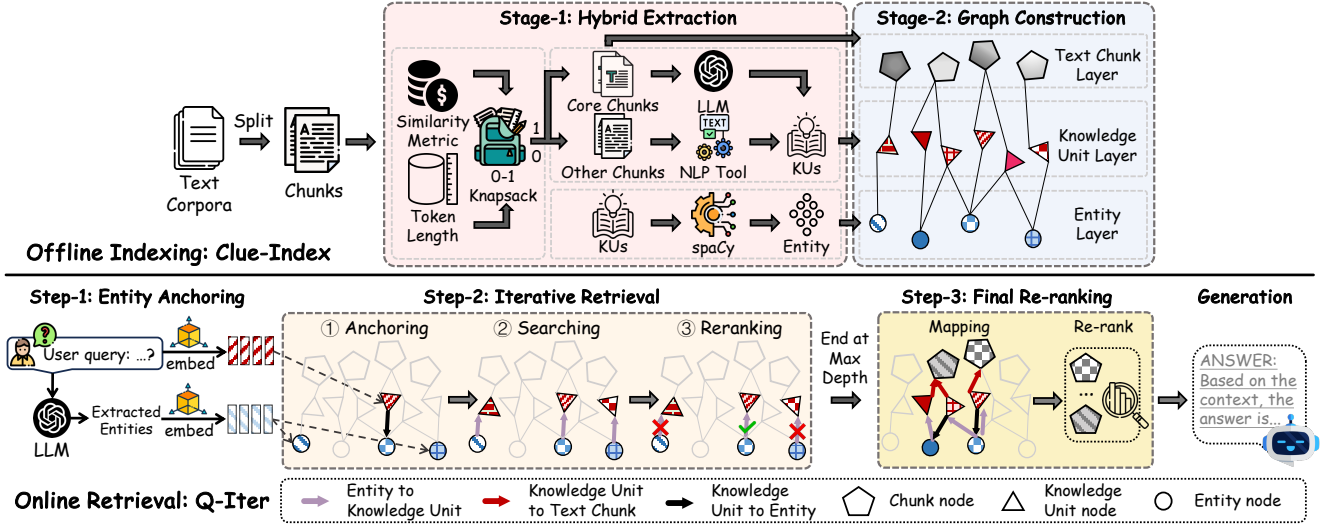 Stage-1: Hybrid Extraction
Stage-2: Graph Construction
Split
Text
Corpora
Chunks
Similarity
Metric
Token
Length
0-1
Knapsack
1
0
Core Chunks
LLM
Other Chunks
TEXT
NLP Tool
KUs
KUs
spaCy
Entity
Text Chunk
Layer
Knowledge
Unit Layer
Entity
Layer
Offline Indexing: Clue-Index
Step-1: Entity Anchoring
User query: ...?
embed
LLM
Extracted
Entities
embed
Step-2: Iterative Retrieval
① Anchoring
② Searching
③ Reranking
End at
Max
Depth
Step-3: Final Re-ranking
Mapping
Re-rank
...
Generation
ANSWER:
Based on the
context, the
answer is...
Online Retrieval: Q-Iter
Entity to
Knowledge Unit
Knowledge Unit
to Text Chunk
Knowledge
Unit to Entity
Chunk node
Knowledge
Unit node
Entity node